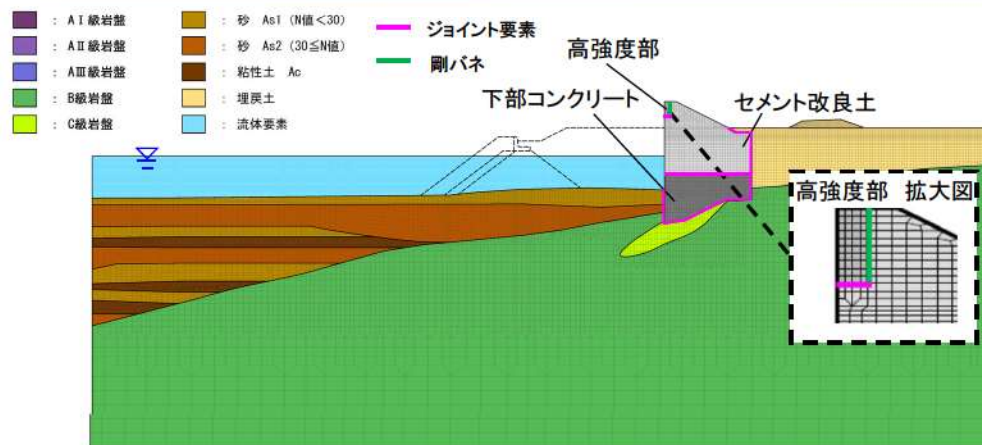 ： AⅠ級岩盤
： AⅡ級岩盤
： AⅢ級岩盤
： B級岩盤
： C級岩盤
： 砂 As1（N値＜30）
： 砂 As2（30≦N値）
： 粘性土 Ac
： 埋戻土
： 流体要素
ジョイント要素
剛バネ
高強度部
下部コンクリート
セメント改良土
高強度部 拡大図